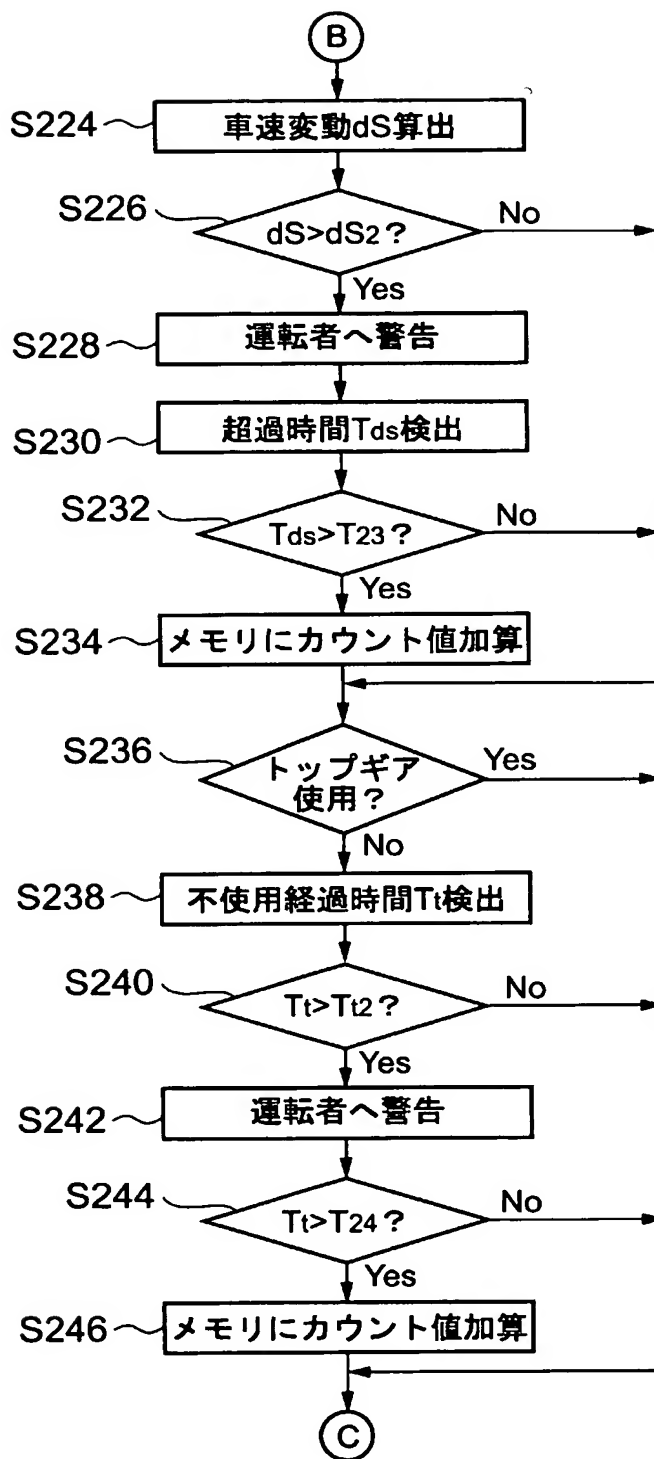 B
S224
車速変動dS算出
S226
dS>dS2?
No
Yes
S228
運転者へ警告
S230
超過時間Tds検出
S232
Tds>T23?
No
Yes
S234
メモリにカウント値加算
S236
トップギア
使用?
Yes
No
S238
不使用経過時間Tt検出
S240
Tt>Tt2?
No
Yes
S242
運転者へ警告
S244
Tt>T24?
No
Yes
S246
メモリにカウント値加算
C